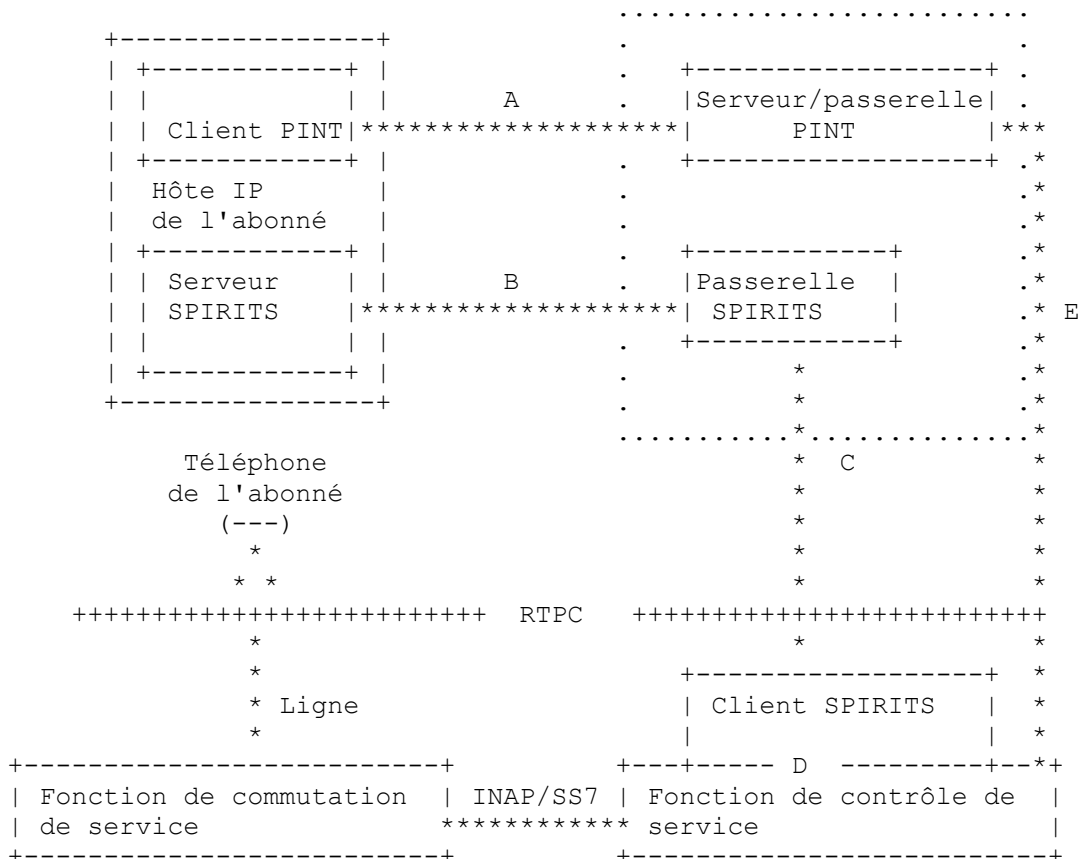 A
Serveur/passerelle
Client PINT
PINT
Hôte IP
de l'abonné
Serveur
B
Passerelle
SPIRITS
SPIRITS
E
C
Téléphone
de l'abonné
(---)
RTPC
Ligne
Client SPIRITS
D
Fonction de commutation
de service
INAP/SS7
Fonction de contrôle de
service